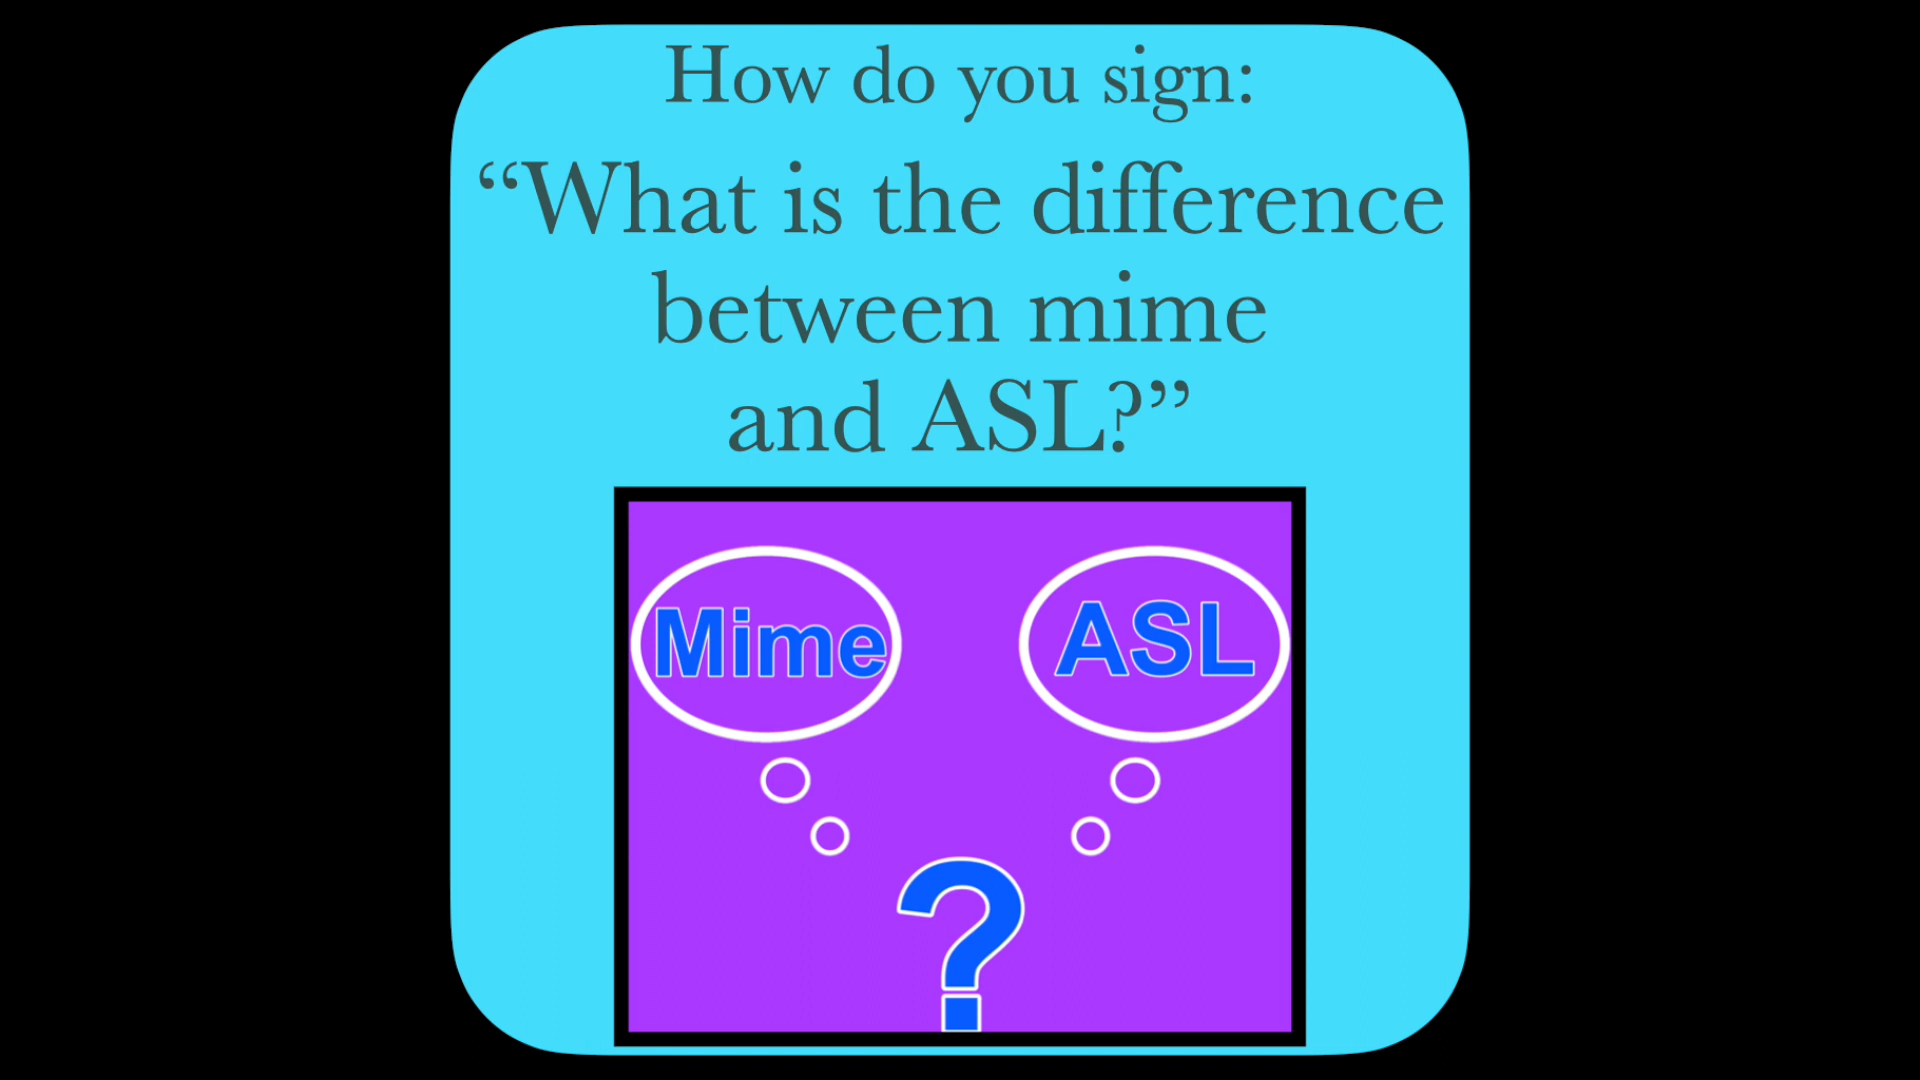 How do you sign:
“What is the difference
between mime
and ASL?”
Mime
ASL
?